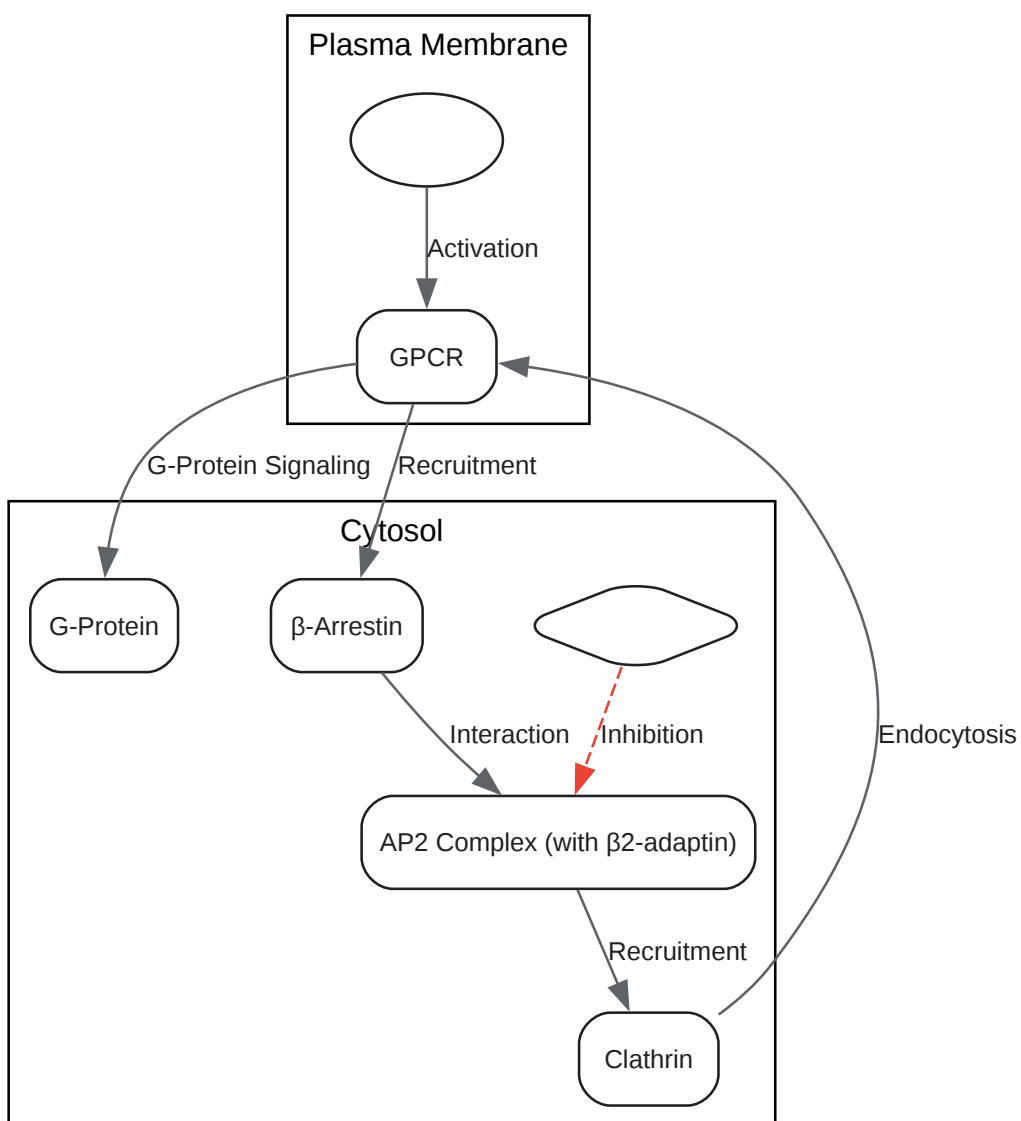 Plasma Membrane
Activation
GPCR
G-Protein Signaling
Recruitment
Cytosol
G-Protein
β-Arrestin
Interaction
Inhibition
Endocytosis
AP2 Complex (with β2-adaptin)
Recruitment
Clathrin